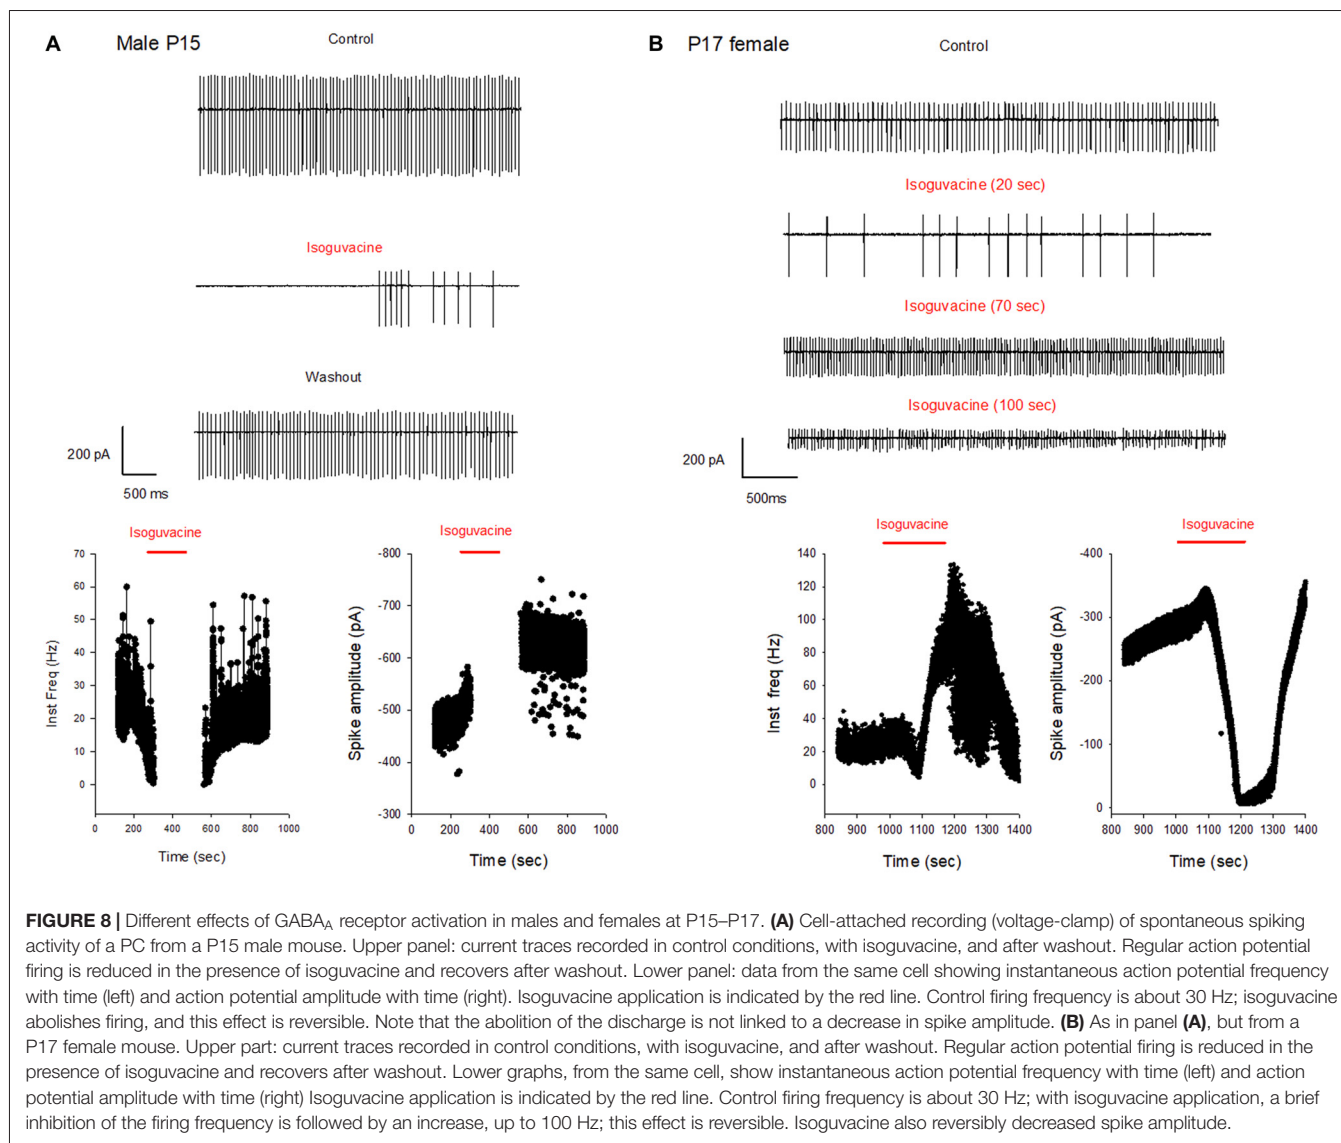 A Male P15
Control
Isoguvacine
Washout
200 pA
500 ms
Isoguvacine
Inst Freq (Hz)
70
60
50
40
30
20
10
0
0 200 400 600 800 1000
Time (sec)
Isoguvacine
Spike amplitude (pA)
-800
-700
-600
-500
-400
-300
0 200 400 600 800 1000
Time (sec)
B P17 female
Control
Isoguvacine (20 sec)
Isoguvacine (70 sec)
Isoguvacine (100 sec)
200 pA
500ms
Isoguvacine
Inst freq (Hz)
140
120
100
80
60
40
20
0
800 900 1000 1100 1200 1300 1400
Time (sec)
Isoguvacine
Spike amplitude (pA)
-400
-300
-200
-100
0
800 900 1000 1100 1200 1300 1400
Time (sec)
FIGURE 8 | Different effects of GABAA receptor activation in males and females at P15–P17. (A) Cell-attached recording (voltage-clamp) of spontaneous spiking
activity of a PC from a P15 male mouse. Upper panel: current traces recorded in control conditions, with isoguvacine, and after washout. Regular action potential
firing is reduced in the presence of isoguvacine and recovers after washout. Lower panel: data from the same cell showing instantaneous action potential frequency
with time (left) and action potential amplitude with time (right). Isoguvacine application is indicated by the red line. Control firing frequency is about 30 Hz; isoguvacine
abolishes firing, and this effect is reversible. Note that the abolition of the discharge is not linked to a decrease in spike amplitude. (B) As in panel (A), but from a
P17 female mouse. Upper part: current traces recorded in control conditions, with isoguvacine, and after washout. Regular action potential firing is reduced in the
presence of isoguvacine and recovers after washout. Lower graphs, from the same cell, show instantaneous action potential frequency with time (left) and action
potential amplitude with time (right) Isoguvacine application is indicated by the red line. Control firing frequency is about 30 Hz; with isoguvacine application, a brief
inhibition of the firing frequency is followed by an increase, up to 100 Hz; this effect is reversible. Isoguvacine also reversibly decreased spike amplitude.